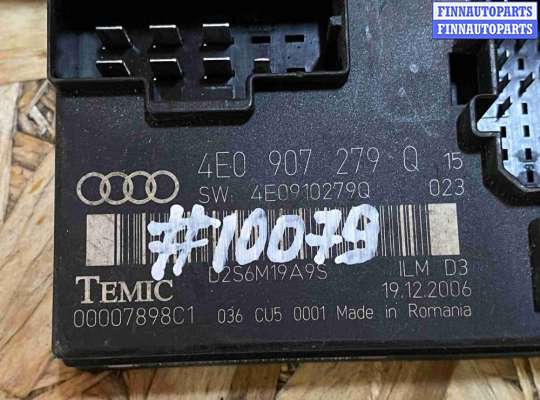 FINNAUTOPARTS
FINNAUTOPARTS
4E0 907 279 Q 15
SW: 4E0910279Q 023
#10079
D2S6M19A9S ILM D3
TEMIC 19.12.2006
00007898C1 036 CU5 0001 Made in Romania